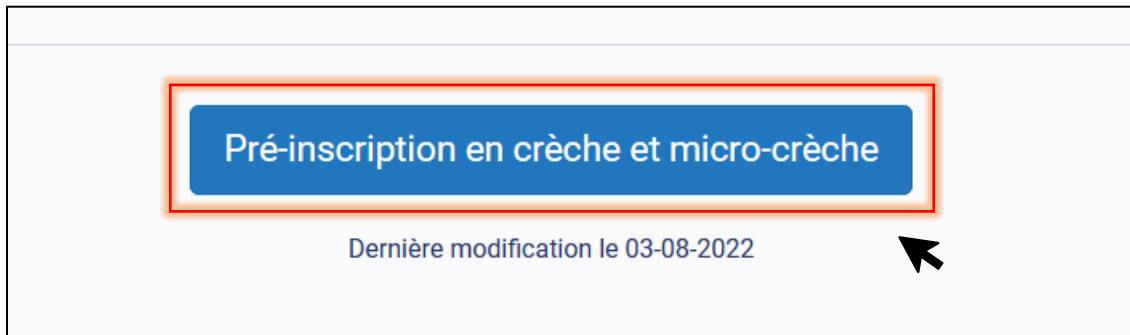 Pré-inscription en crèche et micro-crèche
Dernière modification le 03-08-2022